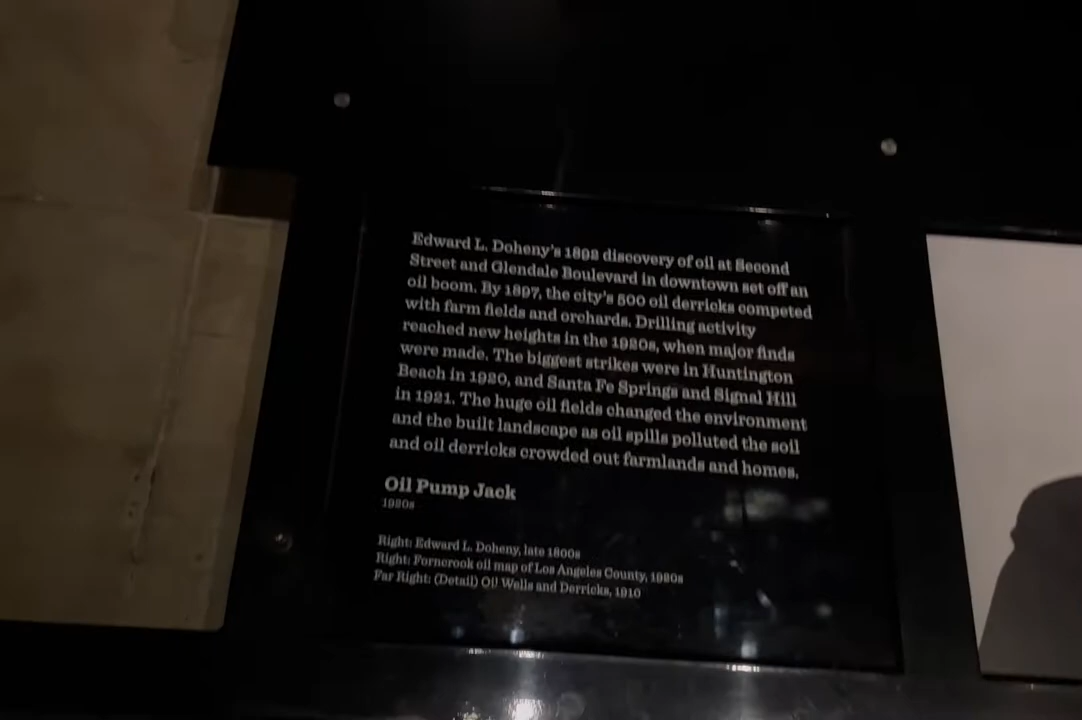 Edward L. Doheny's 1892 discovery of oil at Second
Street and Glendale Boulevard in downtown set off an
oil boom. By 1897, the city's 500 oil derricks competed
with farm fields and orchards. Drilling activity
reached new heights in the 1920s, when major finds
were made. The biggest strikes were in Huntington
Beach in 1920, and Santa Fe Springs and Signal Hill
in 1921. The huge oil fields changed the environment
and the built landscape as oil spills polluted the soil
and oil derricks crowded out farmlands and homes.
Oil Pump Jack
1920s
Right: Edward L. Doheny, late 1800s
Right: Forncrook oil map of Los Angeles County, 1920s
Far Right: (Detail) Oil Wells and Derricks, 1910